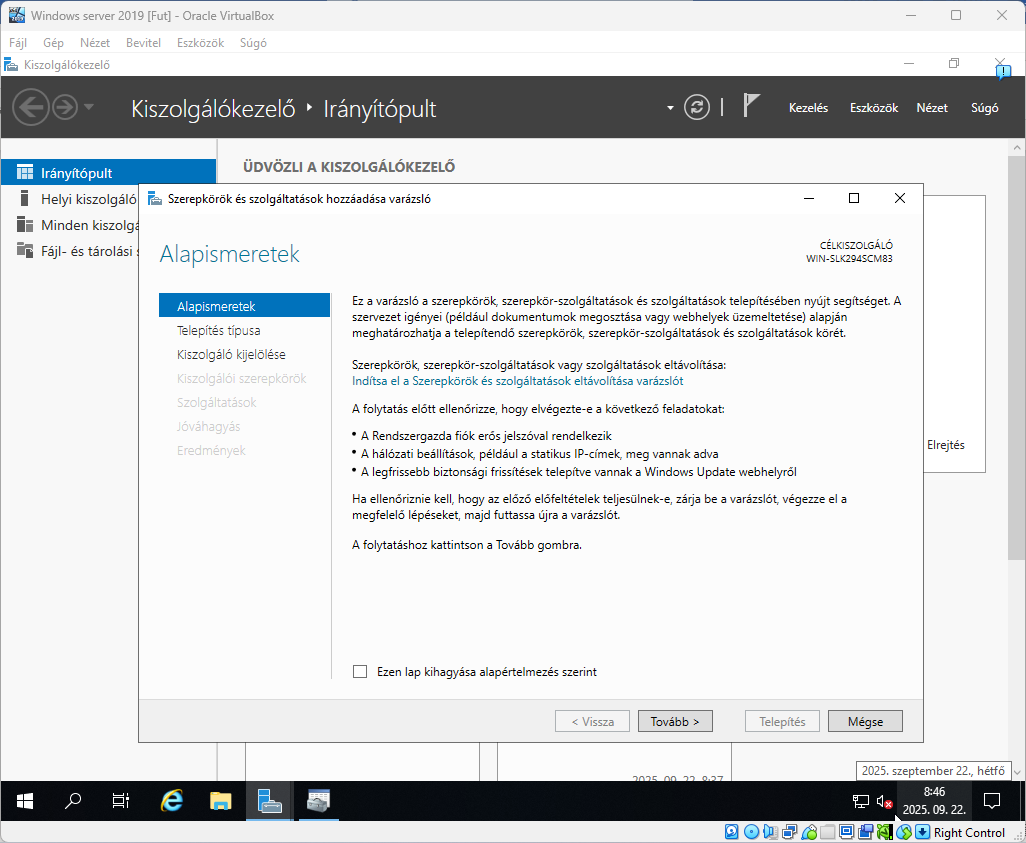 Windows server 2019 [Fut] - Oracle VirtualBox
Fájl Gép Nézet Bevitel Eszközök Súgó
Kiszolgálókezelő
Kiszolgálókezelő Irányítópult
Kezelés Eszközök Nézet Súgó
Irányítópult
Helyi kiszolgáló
Minden kiszolgá
Fájl- és tárolási
ÜDVÖZLI A KISZOLGÁLÓKEZELŐ
Szerepkörök és szolgáltatások hozzáadása varázsló
Alapismeretek
CÉLKISZOLGÁLÓ
WIN-SLK294SCM83
Alapismeretek
Telepítés típusa
Kiszolgáló kijelölése
Kiszolgálói szerepkörök
Szolgáltatások
Jóváhagyás
Eredmények
Ez a varázsló a szerepkörök, szerepkör-szolgáltatások és szolgáltatások telepítésében nyújt segítséget. A
szervezet igényei (például dokumentumok megosztása vagy webhelyek üzemeltetése) alapján
meghatározhatja a telepítendő szerepkörök, szerepkör-szolgáltatások és szolgáltatások körét.
Szerepkörök, szerepkör-szolgáltatások vagy szolgáltatások eltávolítása:
Indítsa el a Szerepkörök és szolgáltatások eltávolítása varázslót
A folytatás előtt ellenőrizze, hogy elvégezte-e a következő feladatokat:
• A Rendszergazda fiók erős jelszóval rendelkezik
• A hálózati beállítások, például a statikus IP-címek, meg vannak adva
• A legfrissebb biztonsági frissítések telepítve vannak a Windows Update webhelyről
Ha ellenőriznie kell, hogy az előző előfeltételek teljesülnek-e, zárja be a varázslót, végezze el a
megfelelő lépéseket, majd futtassa újra a varázslót.
A folytatáshoz kattintson a Tovább gombra.
Ezen lap kihagyása alapértelmezés szerint
< Vissza Tovább > Telepítés Mégse
Elrejtés
2025. 09. 22. 8:37
2025. szeptember 22., hétfő
8:46
2025. 09. 22.
Right Control